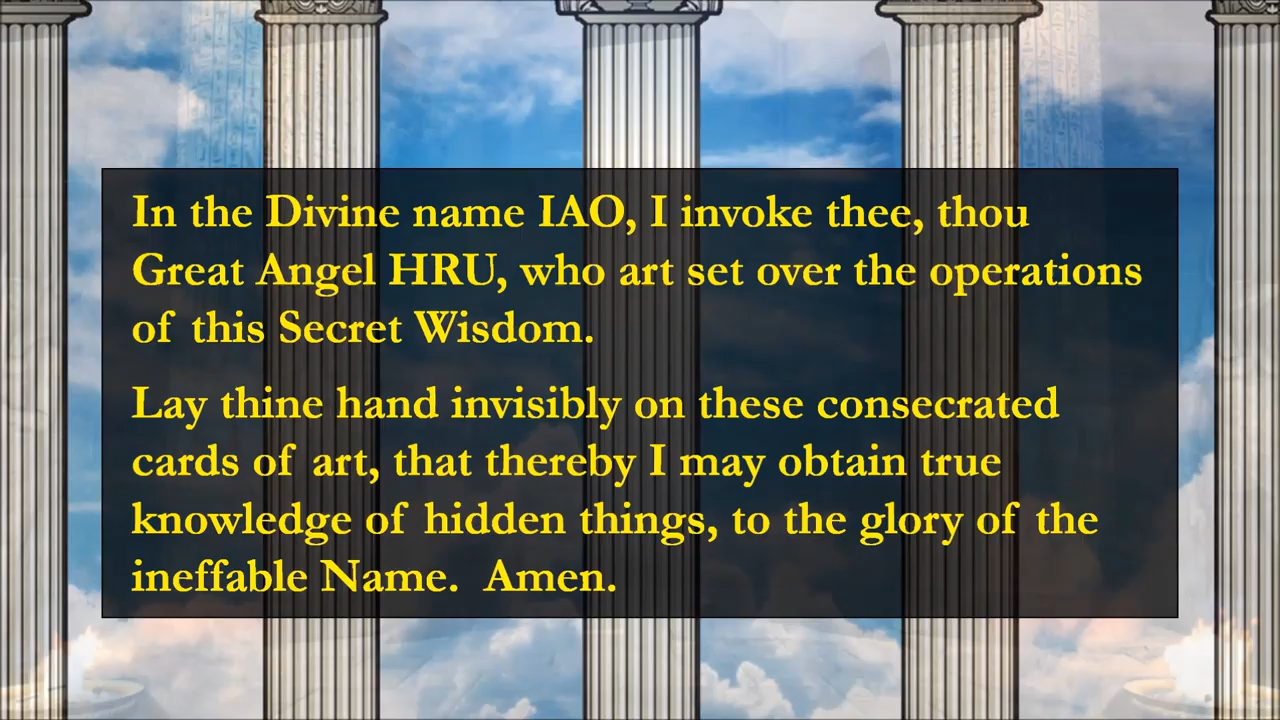 In the Divine name IAO, I invoke thee, thou
Great Angel HRU, who art set over the operations
of this Secret Wisdom.
Lay thine hand invisibly on these consecrated
cards of art, that thereby I may obtain true
knowledge of hidden things, to the glory of the
ineffable Name.  Amen.